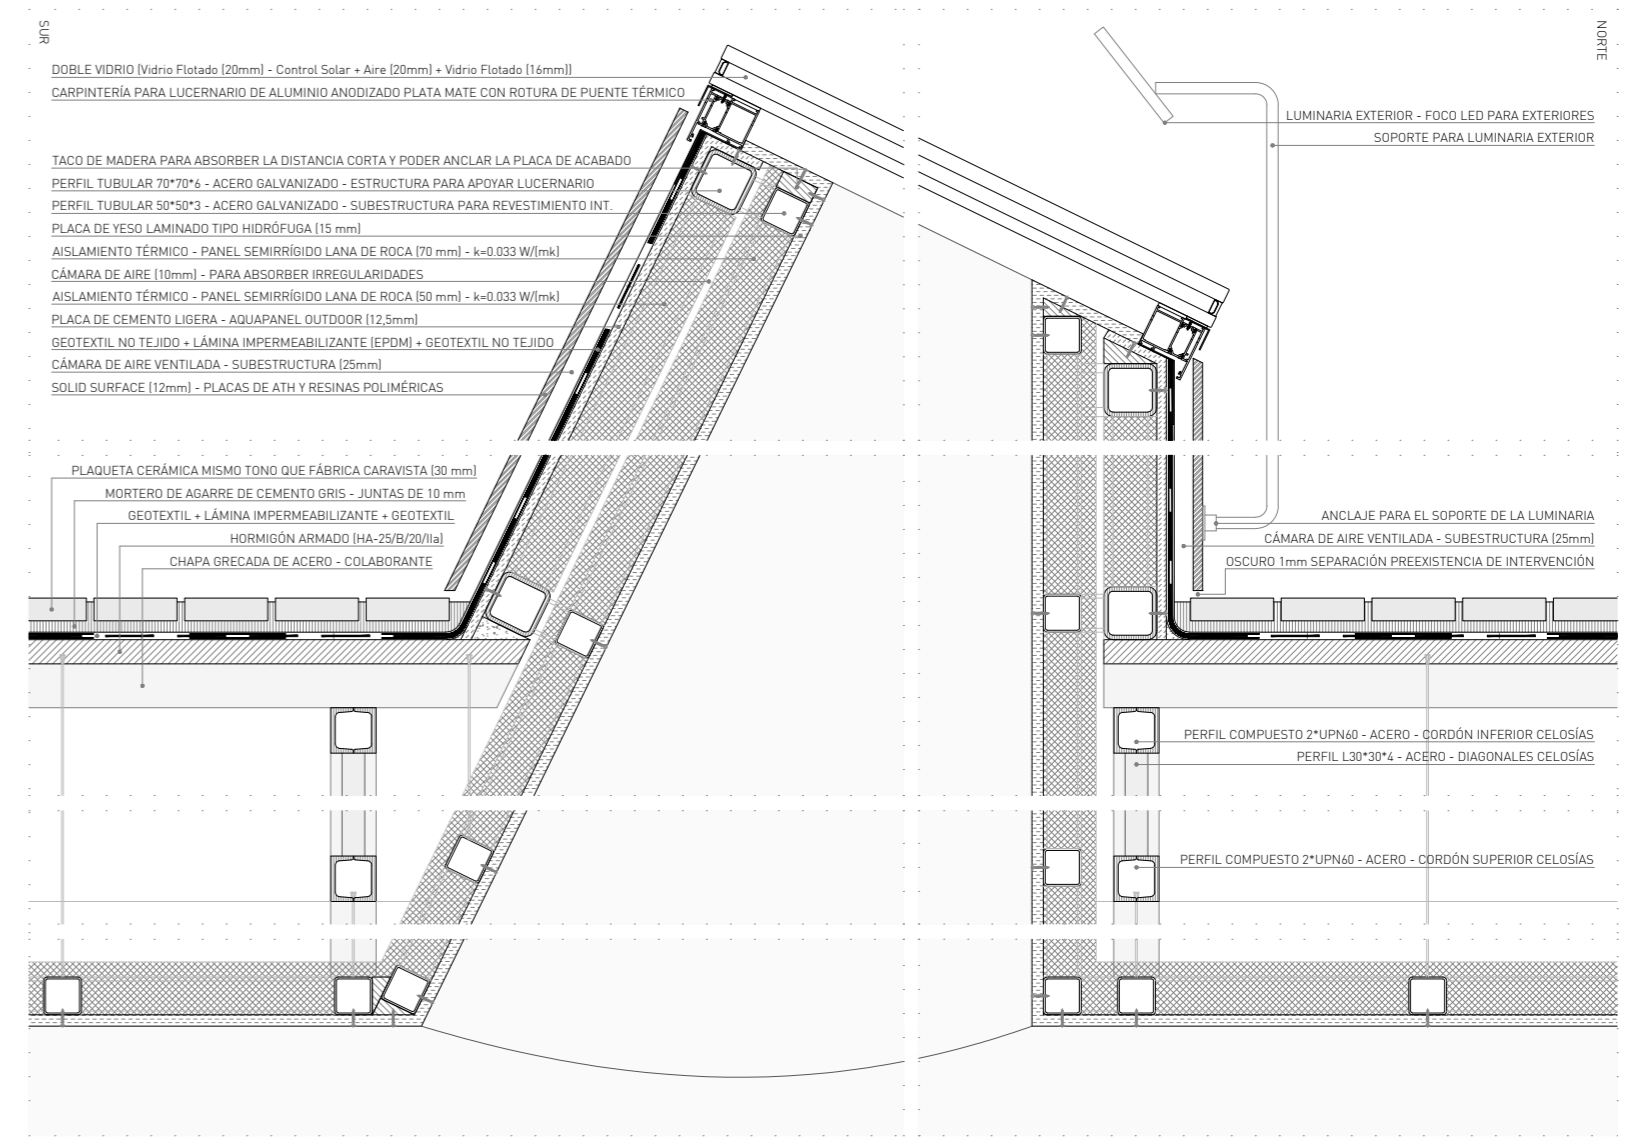 SUR
NORTE
DOBLE VIDRIO (Vidrio Flotado (20mm) - Control Solar + Aire (20mm) + Vidrio Flotado (16mm))
CARPINTERÍA PARA LUCERNARIO DE ALUMINIO ANODIZADO PLATA MATE CON ROTURA DE PUENTE TÉRMICO
TACO DE MADERA PARA ABSORBER LA DISTANCIA CORTA Y PODER ANCLAR LA PLACA DE ACABADO
PERFIL TUBULAR 70*70*6 - ACERO GALVANIZADO - ESTRUCTURA PARA APOYAR LUCERNARIO
PERFIL TUBULAR 50*50*3 - ACERO GALVANIZADO - SUBESTRUCTURA PARA REVESTIMIENTO INT.
PLACA DE YESO LAMINADO TIPO HIDRÓFUGA (15 mm)
AISLAMIENTO TÉRMICO - PANEL SEMIRRÍGIDO LANA DE ROCA (70 mm) - k=0.033 W/(mk)
CÁMARA DE AIRE (10mm) - PARA ABSORBER IRREGULARIDADES
AISLAMIENTO TÉRMICO - PANEL SEMIRRÍGIDO LANA DE ROCA (50 mm) - k=0.033 W/(mk)
PLACA DE CEMENTO LIGERA - AQUAPANEL OUTDOOR (12,5mm)
GEOTEXTIL NO TEJIDO + LÁMINA IMPERMEABILIZANTE (EPDM) + GEOTEXTIL NO TEJIDO
CÁMARA DE AIRE VENTILADA - SUBESTRUCTURA (25mm)
SOLID SURFACE (12mm) - PLACAS DE ATH Y RESINAS POLIMÉRICAS
PLAQUETA CERÁMICA MISMO TONO QUE FÁBRICA CARAVISTA (30 mm)
MORTERO DE AGARRE DE CEMENTO GRIS - JUNTAS DE 10 mm
GEOTEXTIL + LÁMINA IMPERMEABILIZANTE + GEOTEXTIL
HORMIGÓN ARMADO (HA-25/B/20/IIa)
CHAPA GRECADA DE ACERO - COLABORANTE
LUMINARIA EXTERIOR - FOCO LED PARA EXTERIORES
SOPORTE PARA LUMINARIA EXTERIOR
ANCLAJE PARA EL SOPORTE DE LA LUMINARIA
CÁMARA DE AIRE VENTILADA - SUBESTRUCTURA (25mm)
OSCURO 1mm SEPARACIÓN PREEXISTENCIA DE INTERVENCIÓN
PERFIL COMPUESTO 2*UPN60 - ACERO - CORDÓN INFERIOR CELOSÍAS
PERFIL L30*30*4 - ACERO - DIAGONALES CELOSÍAS
PERFIL COMPUESTO 2*UPN60 - ACERO - CORDÓN SUPERIOR CELOSÍAS